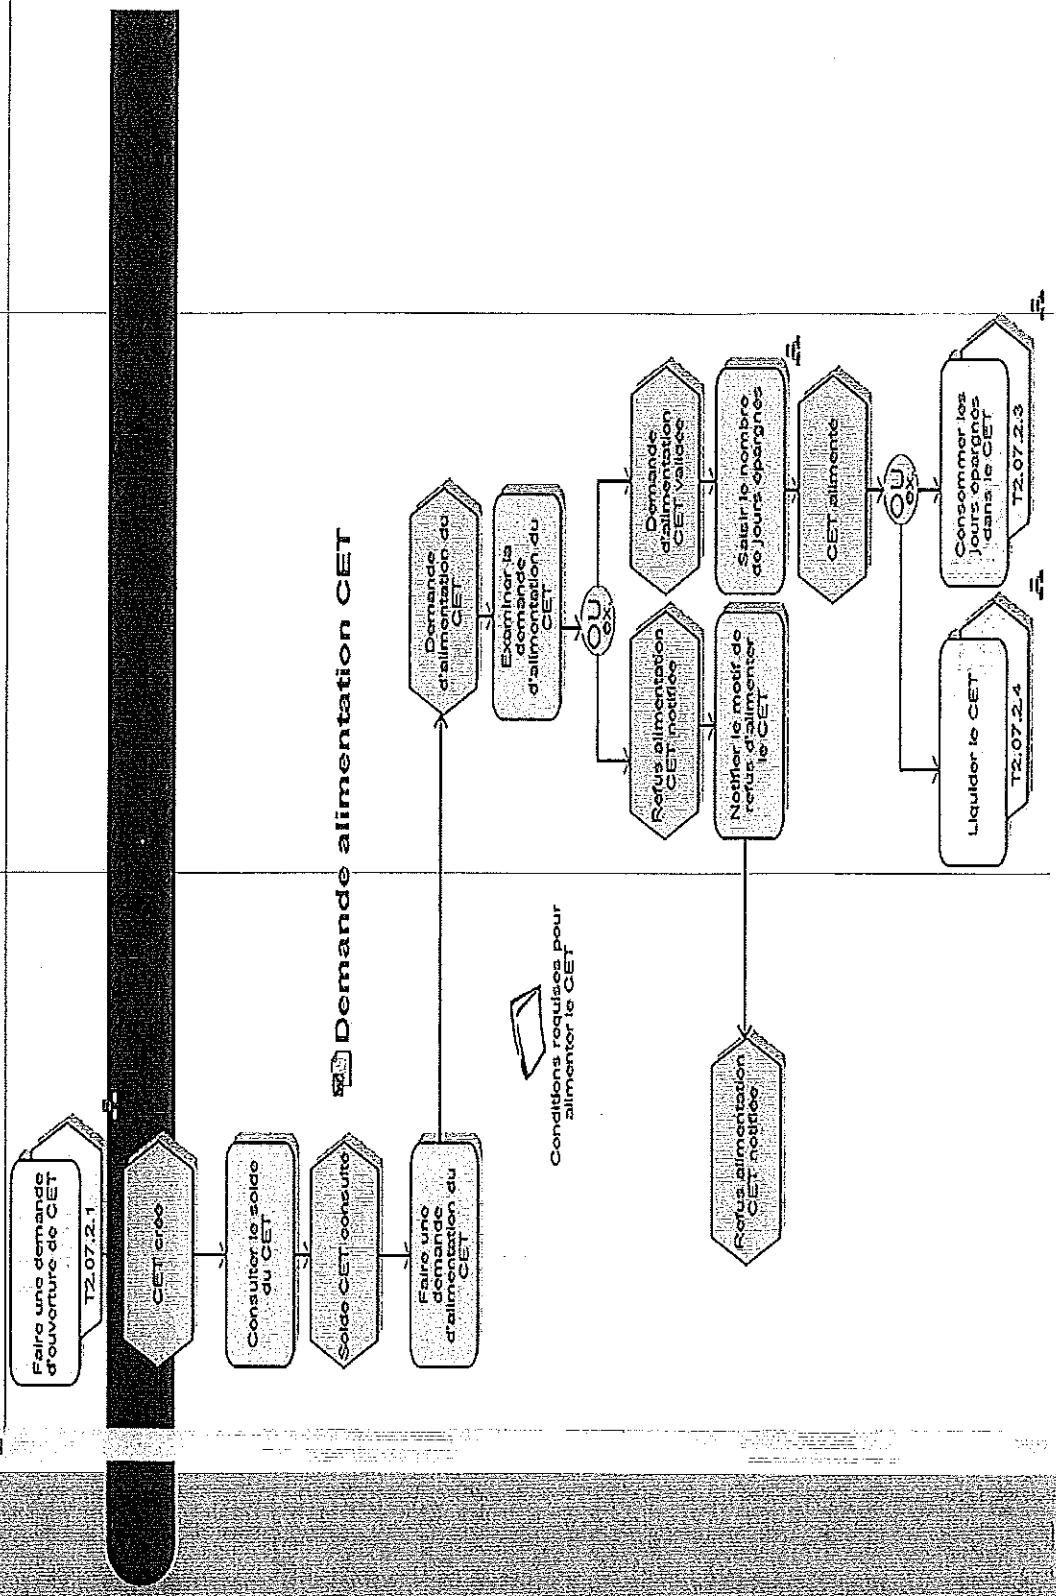 Faire une demande
d'ouverture de CET
T2.07.2.1
CET créé
Consulter le solde
du CET
Solde CET consulté
Faire une
demande
d'alimentation du
CET
Demande alimentation CET
Conditions requises pour
alimenter le CET
Demande
d'alimentation du
CET
Examiner la
demande
d'alimentation du
CET
OU
ex.
Refus alimentation
CET notifiée
Notifier le motif de
refus d'alimenter
le CET
Refus alimentation
CET notifiée
Demande
d'alimentation
CET validée
Saisir le nombre
de jours épargnés
CET alimenté
OU
ex.
Liquider le CET
T2.07.2.4
Consommer les
jours épargnés
dans le CET
T2.07.2.3